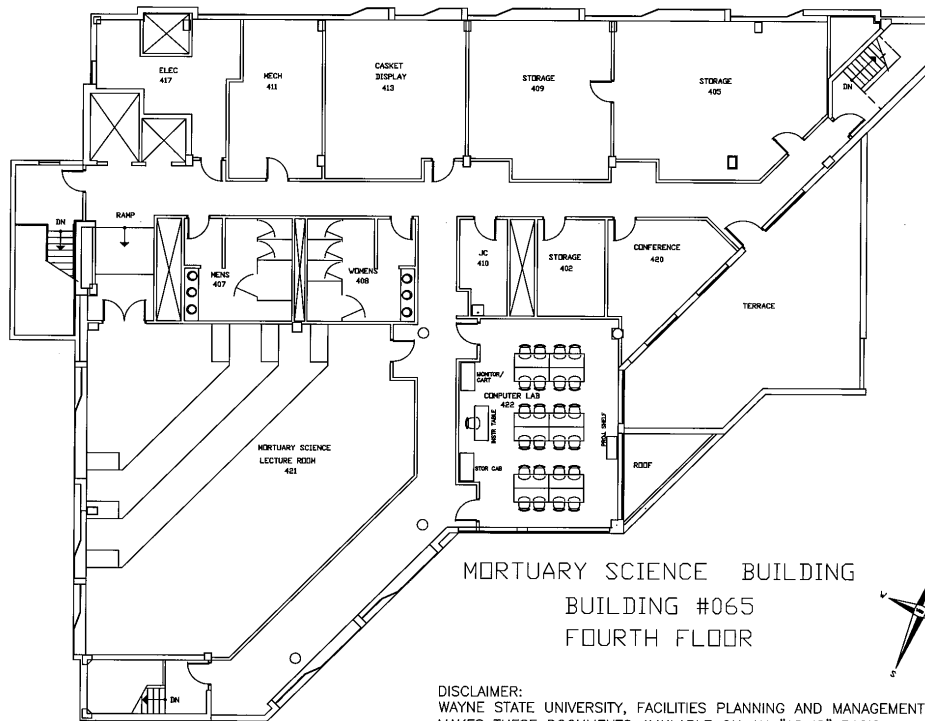 ELEC
417
MECH
411
CASKET
DISPLAY
413
STORAGE
409
STORAGE
405
DN
DN
RAMP
MENS
407
WOMENS
408
JC
410
STORAGE
402
CONFERENCE
420
TERRACE
MONITOR/
CART
COMPUTER LAB
422
INSTR TABLE
PROJ SHELF
STOR CAB
ROOF
MORTUARY SCIENCE
LECTURE ROOM
421
DN
MORTUARY SCIENCE BUILDING
BUILDING #065
FOURTH FLOOR
S
DISCLAIMER:
WAYNE STATE UNIVERSITY, FACILITIES PLANNING AND MANAGEMENT